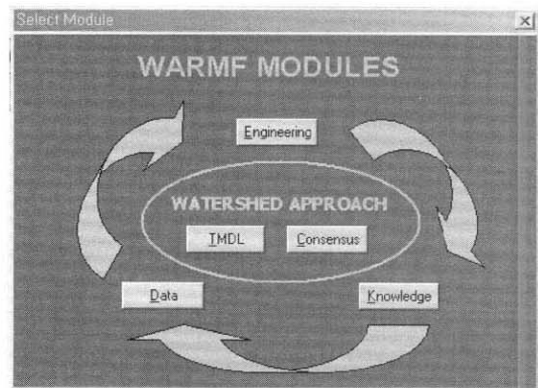 Select Module
WARMF MODULES
Engineering
WATERSHED APPROACH
TMDL Consensus
Data Knowledge